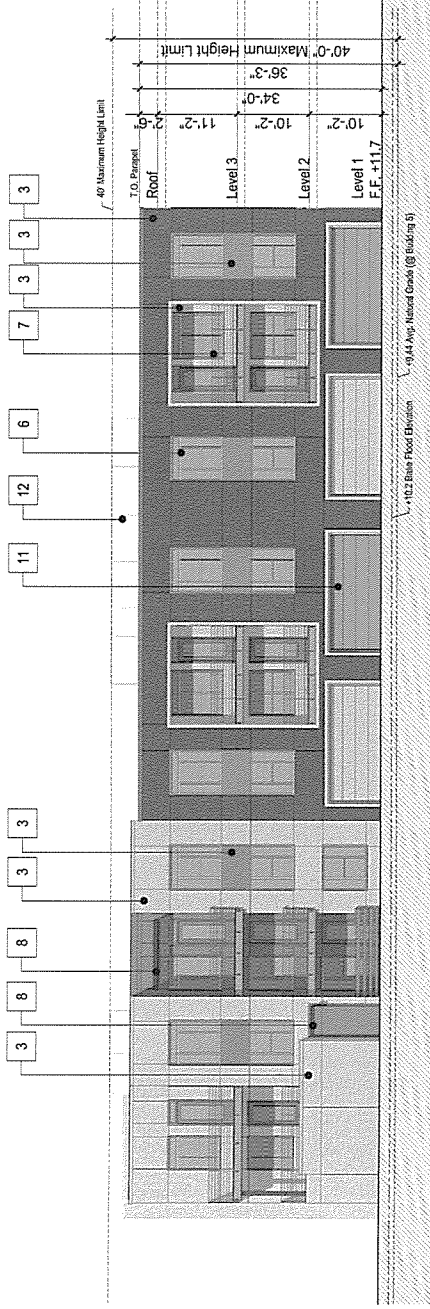 3
8
8
3
3
11
12
6
7
3
3
3
40' Maximum Height Limit
T.O. Parapet
Roof
Level 3
Level 2
Level 1
F.F. +11.7
2'-6"
11'-2"
10'-2"
10'-2"
34'-0"
36'-3"
40'-0" Maximum Height Limit
+10.2 Base Flood Elevation
+9.44 Avg. Natural Grade (@ Building 5)